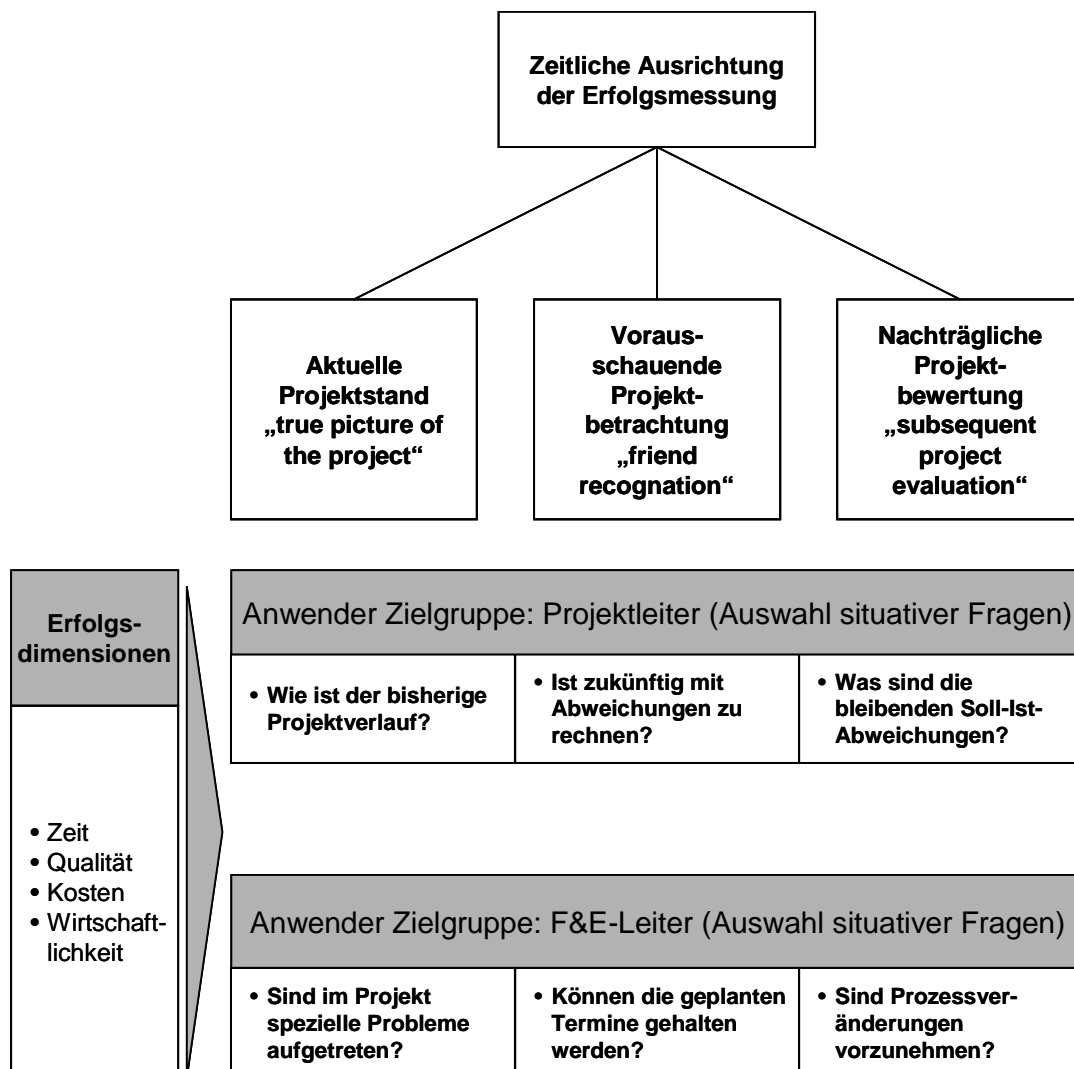 Zeitliche Ausrichtung
der Erfolgsmessung
Aktuelle
Projektstand
„true picture of
the project“
Voraus-
schauende
Projekt-
betrachtung
„friend
recognation“
Nachträgliche
Projekt-
bewertung
„subsequent
project
evaluation“
Erfolgs-
dimensionen
• Zeit
• Qualität
• Kosten
• Wirtschaft-
lichkeit
Anwender Zielgruppe: Projektleiter (Auswahl situativer Fragen)
• Wie ist der bisherige
Projektverlauf?
• Ist zukünftig mit
Abweichungen zu
rechnen?
• Was sind die
bleibenden Soll-Ist-
Abweichungen?
Anwender Zielgruppe: F&E-Leiter (Auswahl situativer Fragen)
• Sind im Projekt
spezielle Probleme
aufgetreten?
• Können die geplanten
Termine gehalten
werden?
• Sind Prozessver-
änderungen
vorzunehmen?